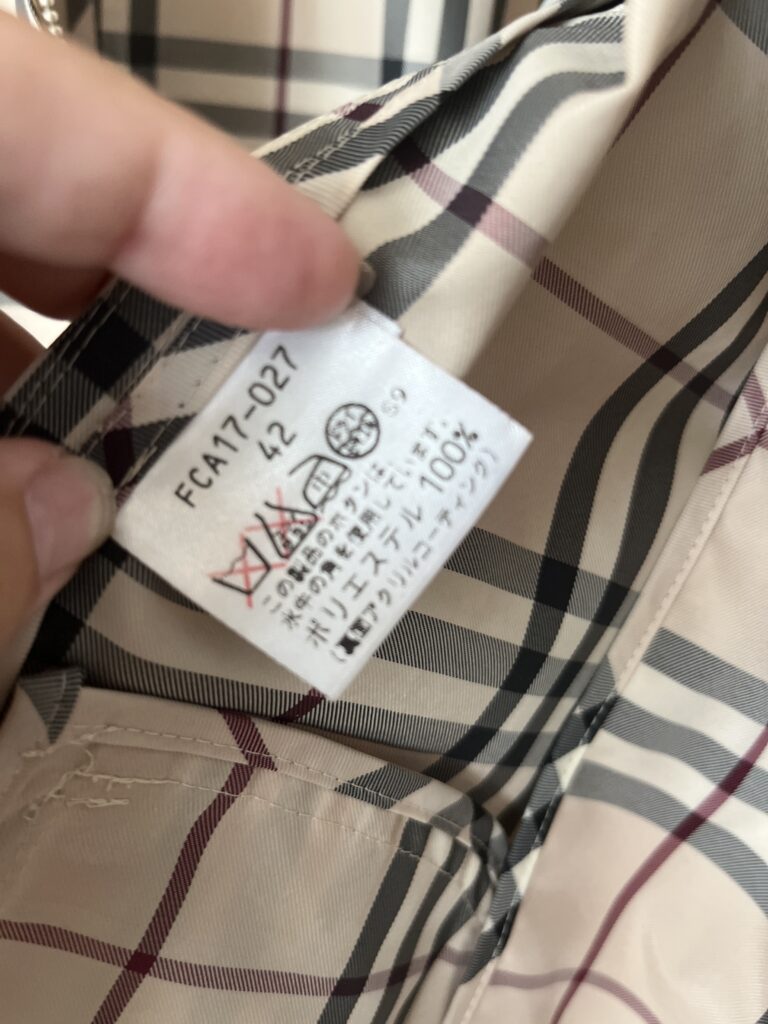 FCA17-027
42
59
この製品のボタンは、
水牛の角を使用しています。
ポリエステル 100%
(裏面アクリルコーティング)